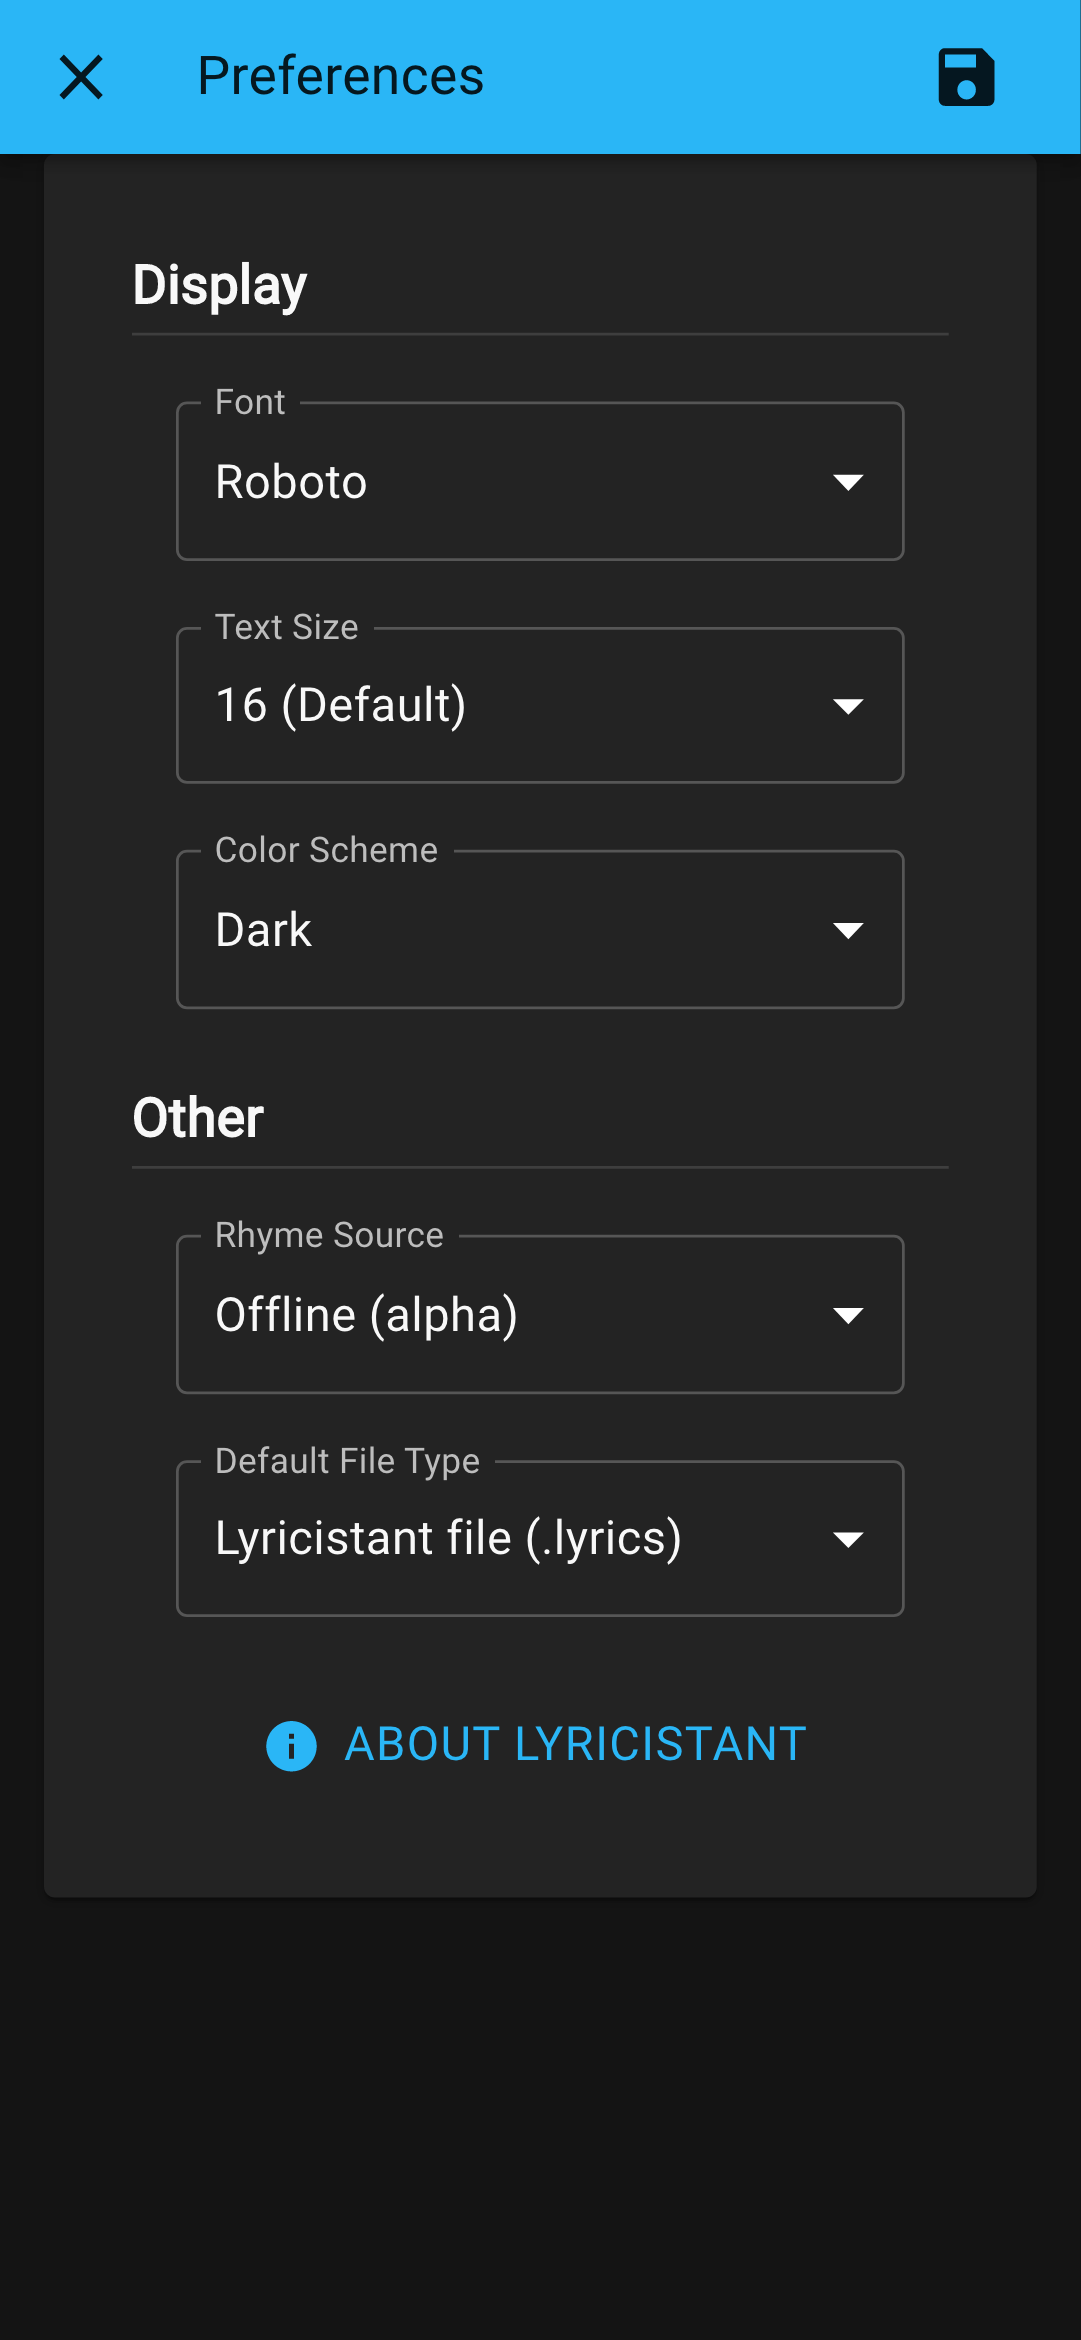 Preferences
Display
Font
Roboto
Text Size
16 (Default)
Color Scheme
Dark
Other
Rhyme Source
Offline (alpha)
Default File Type
Lyricistant file (.lyrics)
ABOUT LYRICISTANT